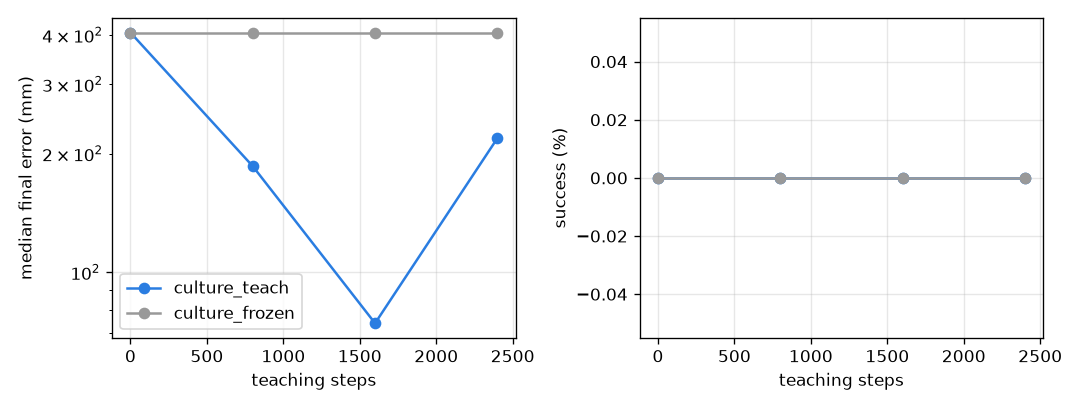 median final error (mm)
4 × 10²
3 × 10²
2 × 10²
10²
culture_teach
culture_frozen
0 500 1000 1500 2000 2500
teaching steps
success (%)
0.04
0.02
0.00
−0.02
−0.04
0 500 1000 1500 2000 2500
teaching steps